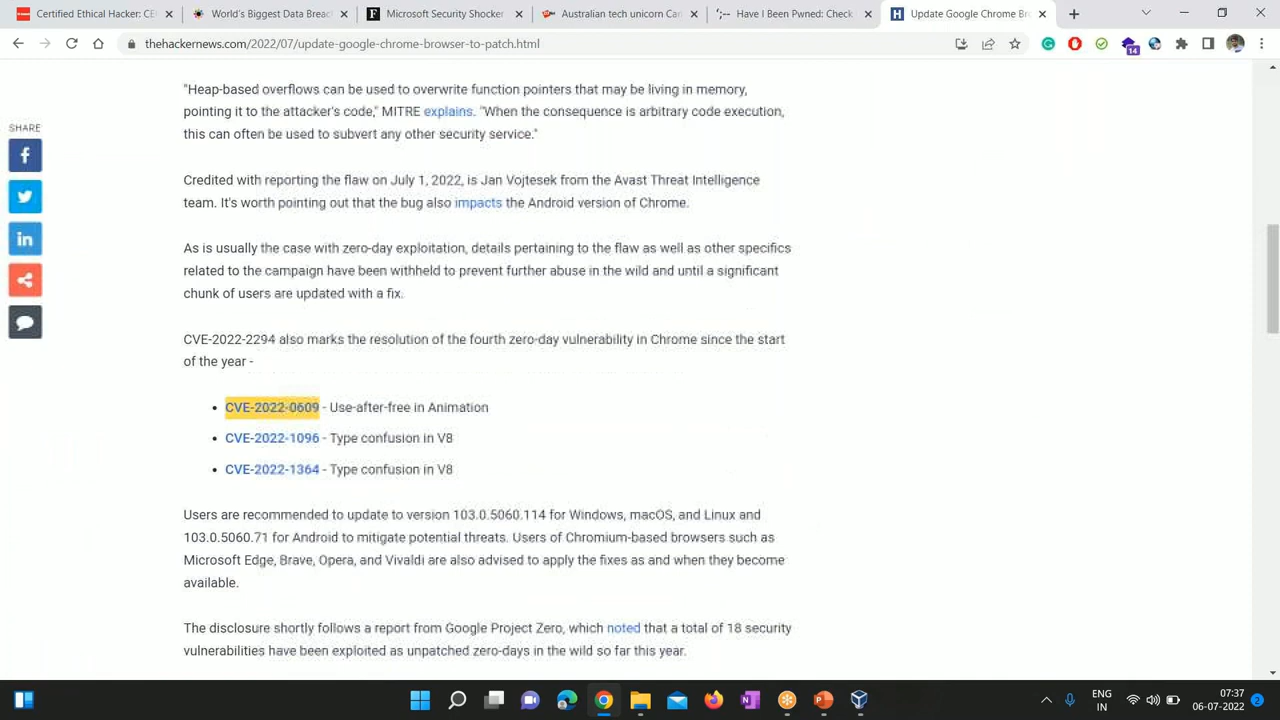 Certified Ethical Hacker: CE
World's Biggest Data Breac
Microsoft Security Shocker
Australian tech unicorn Can
Have I Been Pwned: Check
Update Google Chrome Br
thehackernews.com/2022/07/update-google-chrome-browser-to-patch.html
14
"Heap-based overflows can be used to overwrite function pointers that may be living in memory,
pointing it to the attacker's code," MITRE explains. "When the consequence is arbitrary code execution,
this can often be used to subvert any other security service."
SHARE
Credited with reporting the flaw on July 1, 2022, is Jan Vojtesek from the Avast Threat Intelligence
team. It's worth pointing out that the bug also impacts the Android version of Chrome.
As is usually the case with zero-day exploitation, details pertaining to the flaw as well as other specifics
related to the campaign have been withheld to prevent further abuse in the wild and until a significant
chunk of users are updated with a fix.
CVE-2022-2294 also marks the resolution of the fourth zero-day vulnerability in Chrome since the start
of the year -
• CVE-2022-0609 - Use-after-free in Animation
• CVE-2022-1096 - Type confusion in V8
• CVE-2022-1364 - Type confusion in V8
Users are recommended to update to version 103.0.5060.114 for Windows, macOS, and Linux and
103.0.5060.71 for Android to mitigate potential threats. Users of Chromium-based browsers such as
Microsoft Edge, Brave, Opera, and Vivaldi are also advised to apply the fixes as and when they become
available.
The disclosure shortly follows a report from Google Project Zero, which noted that a total of 18 security
vulnerabilities have been exploited as unpatched zero-days in the wild so far this year.
ENG
IN
07:37
06-07-2022
2